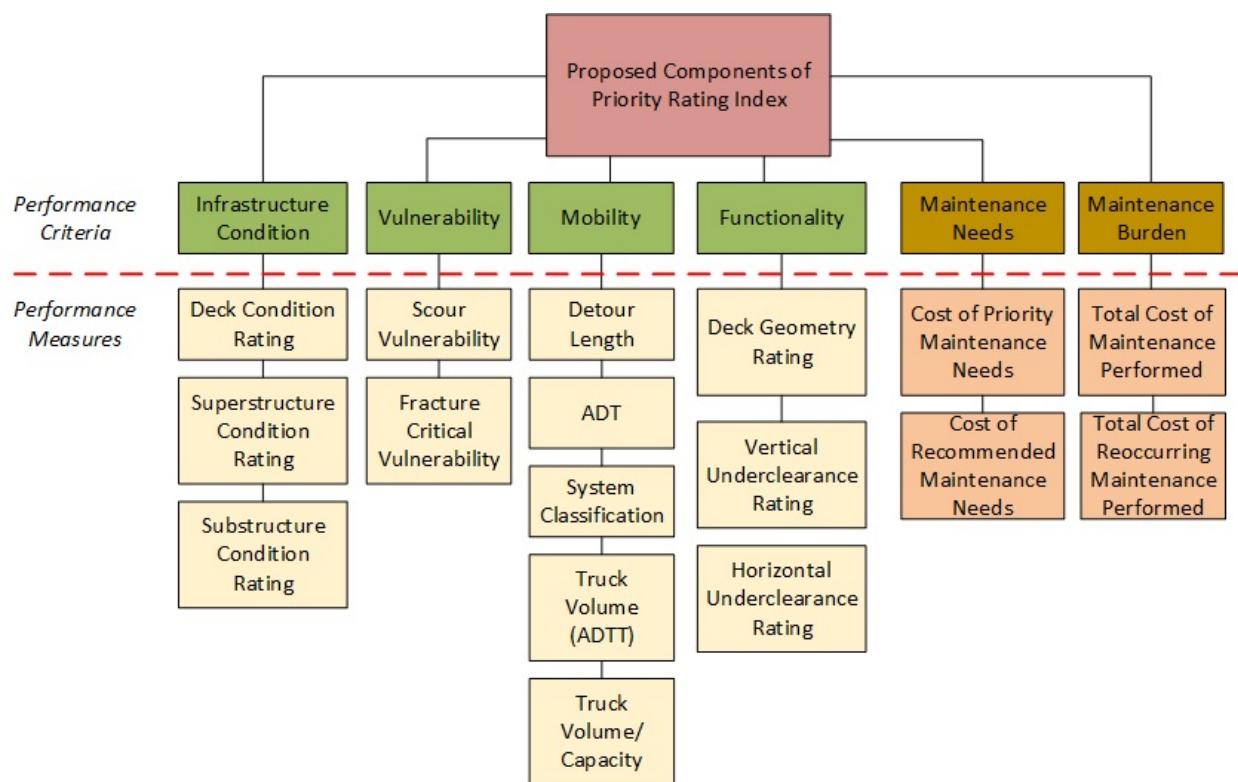 Proposed Components of
Priority Rating Index
Performance
Criteria
Infrastructure
Condition
Vulnerability
Mobility
Functionality
Maintenance
Needs
Maintenance
Burden
Performance
Measures
Deck Condition
Rating
Superstructure
Condition
Rating
Substructure
Condition
Rating
Scour
Vulnerability
Fracture
Critical
Vulnerability
Detour
Length
ADT
System
Classification
Truck
Volume
(ADTT)
Truck
Volume/
Capacity
Deck Geometry
Rating
Vertical
Underclearance
Rating
Horizontal
Underclearance
Rating
Cost of Priority
Maintenance
Needs
Cost of
Recommended
Maintenance
Needs
Total Cost of
Maintenance
Performed
Total Cost of
Reoccurring
Maintenance
Performed